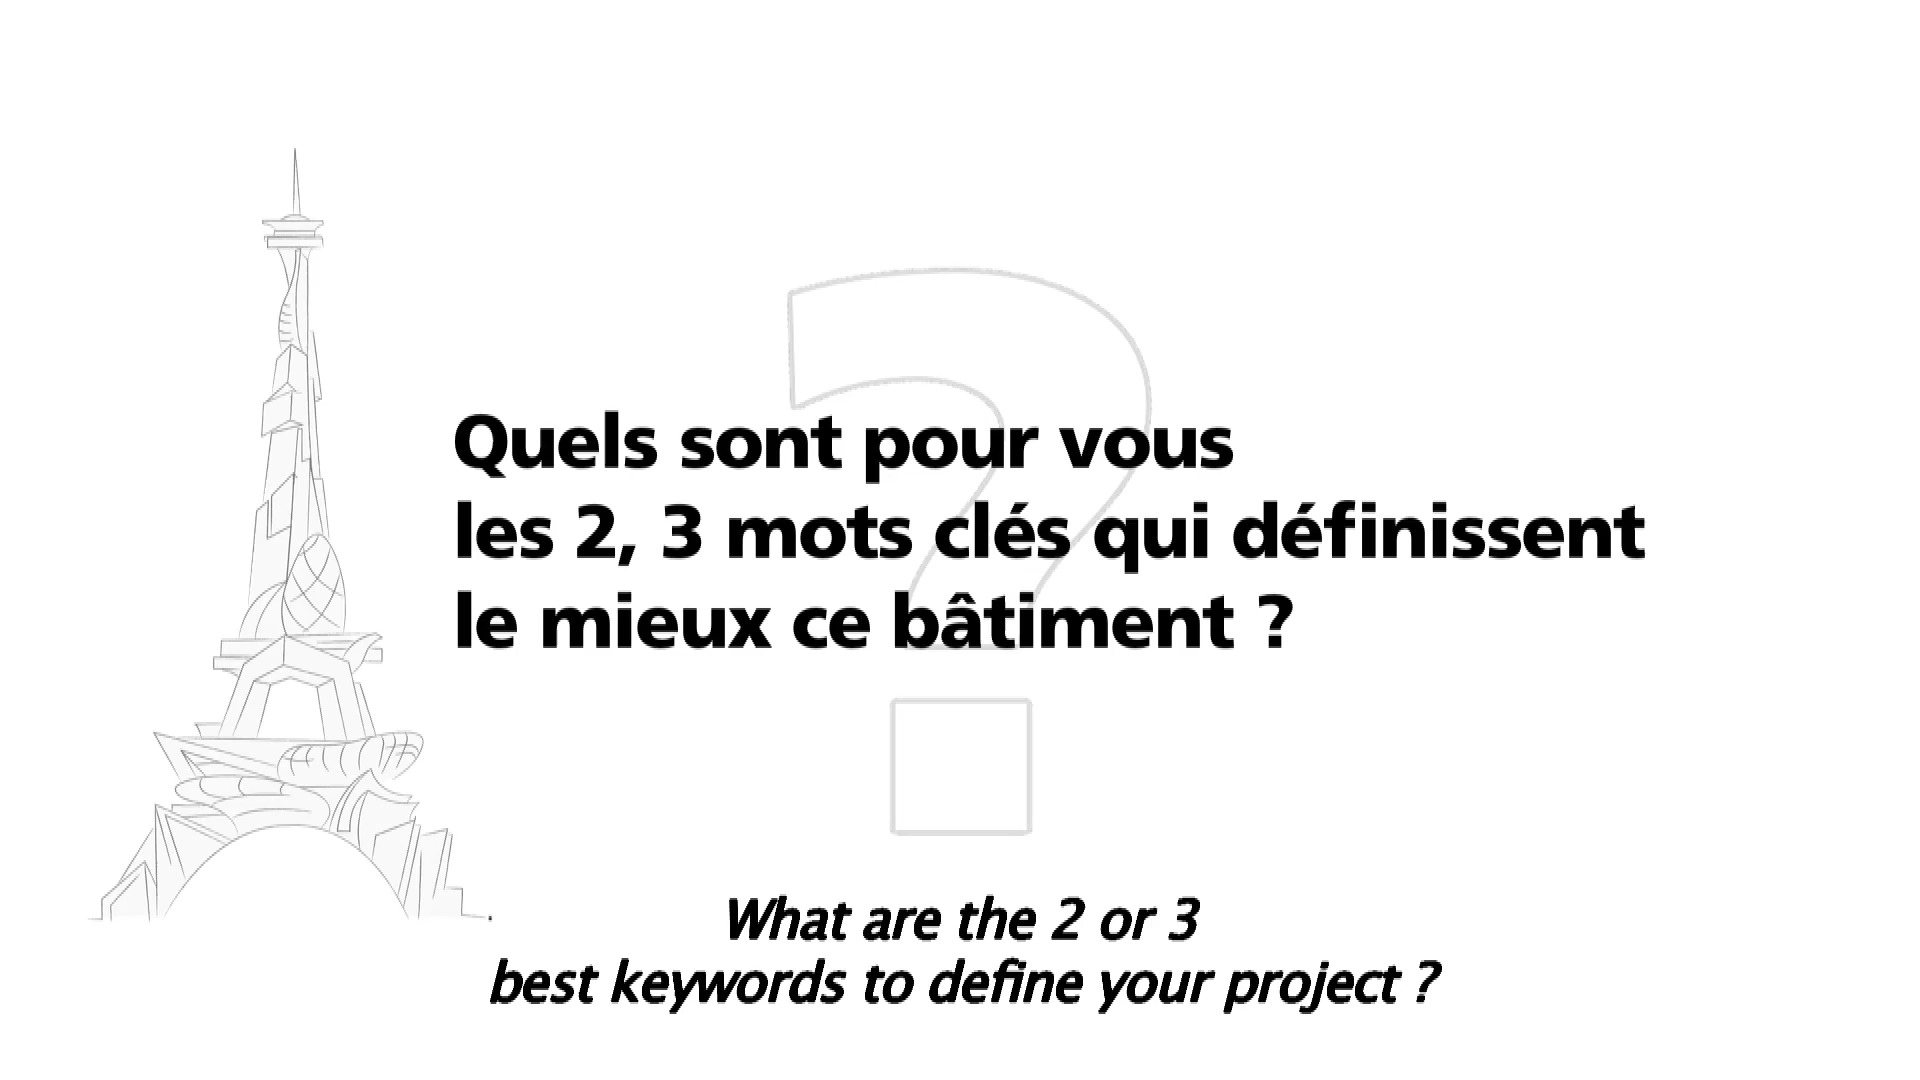 Quels sont pour vous
les 2, 3 mots clés qui définissent
le mieux ce bâtiment ?
What are the 2 or 3
best keywords to define your project ?